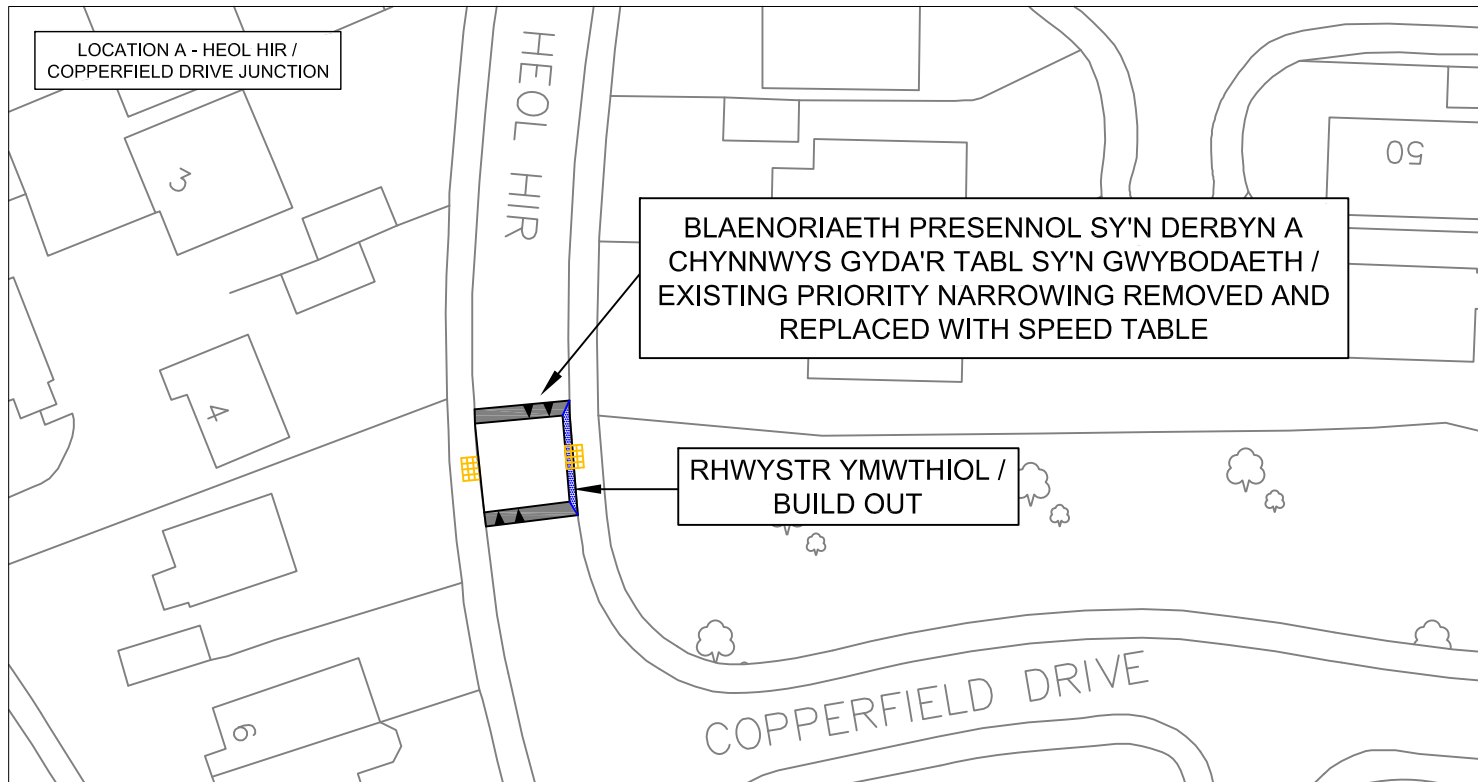 LOCATION A - HEOL HIR /
COPPERFIELD DRIVE JUNCTION
HEOL HIR
3
50
BLAENORIAETH PRESENNOL SY'N DERBYN A
CHYNNWYS GYDA'R TABL SY'N GWYBODAETH /
EXISTING PRIORITY NARROWING REMOVED AND
REPLACED WITH SPEED TABLE
4
RHWYSTR YMWTHIOL /
BUILD OUT
6
COPPERFIELD DRIVE